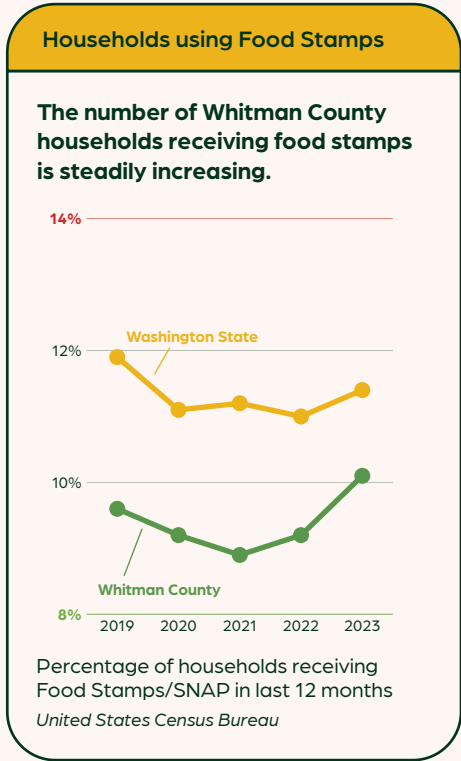 Households using Food Stamps
The number of Whitman County
households receiving food stamps
is steadily increasing.
14%
Washington State
12%
10%
Whitman County
8%
2019 2020 2021 2022 2023
Percentage of households receiving
Food Stamps/SNAP in last 12 months
United States Census Bureau